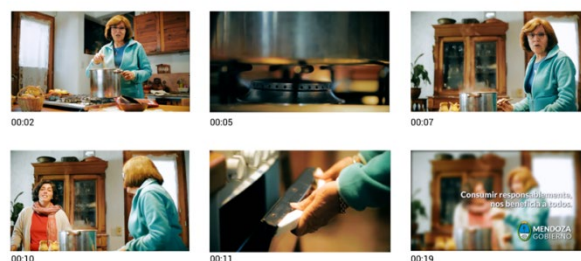 00:02
00:05
00:07
00:10
00:11
00:19
Consumir responsablemente,
nos beneficia a todos.
MENDOZA
GOBIERNO